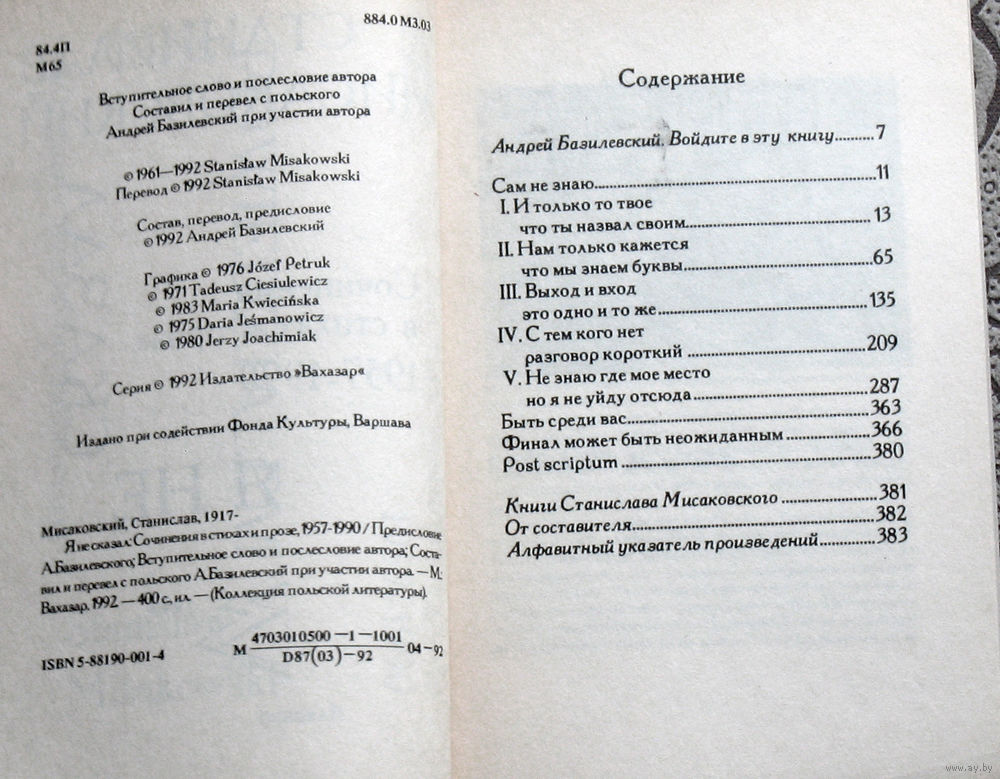 84.4П
М65
884.0 М3.03
Вступительное слово и послесловие автора
Составил и перевел с польского
Андрей Базилевский при участии автора
© 1961—1992 Stanisław Misakowski
Перевод © 1992 Stanisław Misakowski
Состав, перевод, предисловие
© 1992 Андрей Базилевский
Графика © 1976 Józef Petruk
© 1971 Tadeusz Ciesiulewicz
© 1983 Maria Kwiecińska
© 1975 Daria Jeśmanowicz
© 1980 Jerzy Joachimiak
Серия © 1992 Издательство »Вахазар«
Издано при содействии Фонда Культуры, Варшава
Мисаковский, Станислав, 1917-
Я не сказал: Сочинения в стихах и прозе, 1957-1990 / Предисловие
А.Базилевского; Вступительное слово и послесловие автора; Соста-
вил и перевел с польского А.Базилевский при участии автора. — М.:
Вахазар, 1992 — 400 с., ил. — (Коллекция польской литературы).
ISBN 5-88190-001-4
М 4703010500—1—1001 04-92
D87(03)—92
Содержание
Андрей Базилевский. Войдите в эту книгу..........7
Сам не знаю..........11
I. И только то твое
что ты назвал своим..........13
II. Нам только кажется
что мы знаем буквы..........65
III. Выход и вход
это одно и то же..........135
IV. С тем кого нет
разговор короткий..........209
V. Не знаю где мое место
но я не уйду отсюда..........287
Быть среди вас..........363
Финал может быть неожиданным..........366
Post scriptum..........380
Книги Станислава Мисаковского..........381
От составителя..........382
Алфавитный указатель произведений..........383
www.ay.by